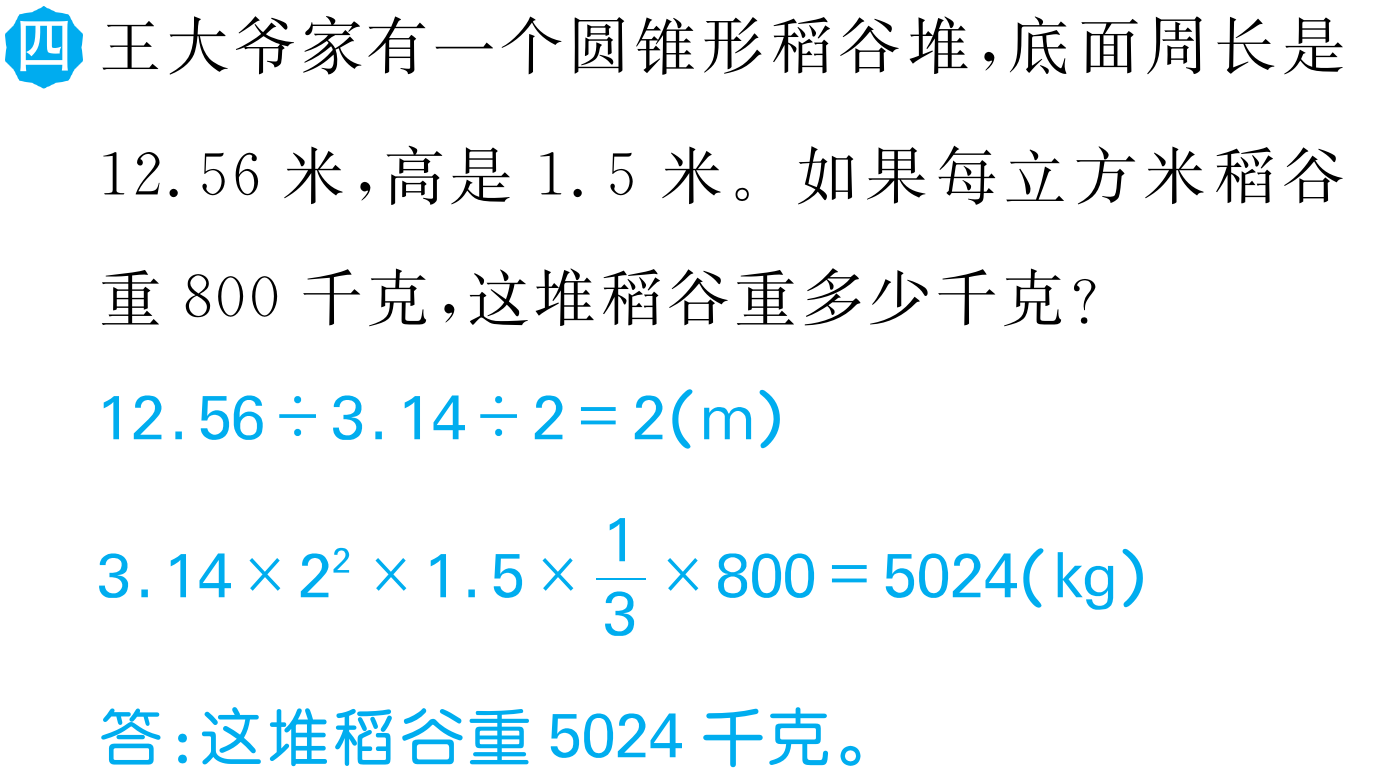 四 王大爷家有一个圆锥形稻谷堆,底面周长是
12.56 米,高是 1.5 米。如果每立方米稻谷
重 800 千克,这堆稻谷重多少千克?
12.56÷3.14÷2=2(m)
3.14×2²×1.5×1/3×800=5024(kg)
答:这堆稻谷重 5024 千克。